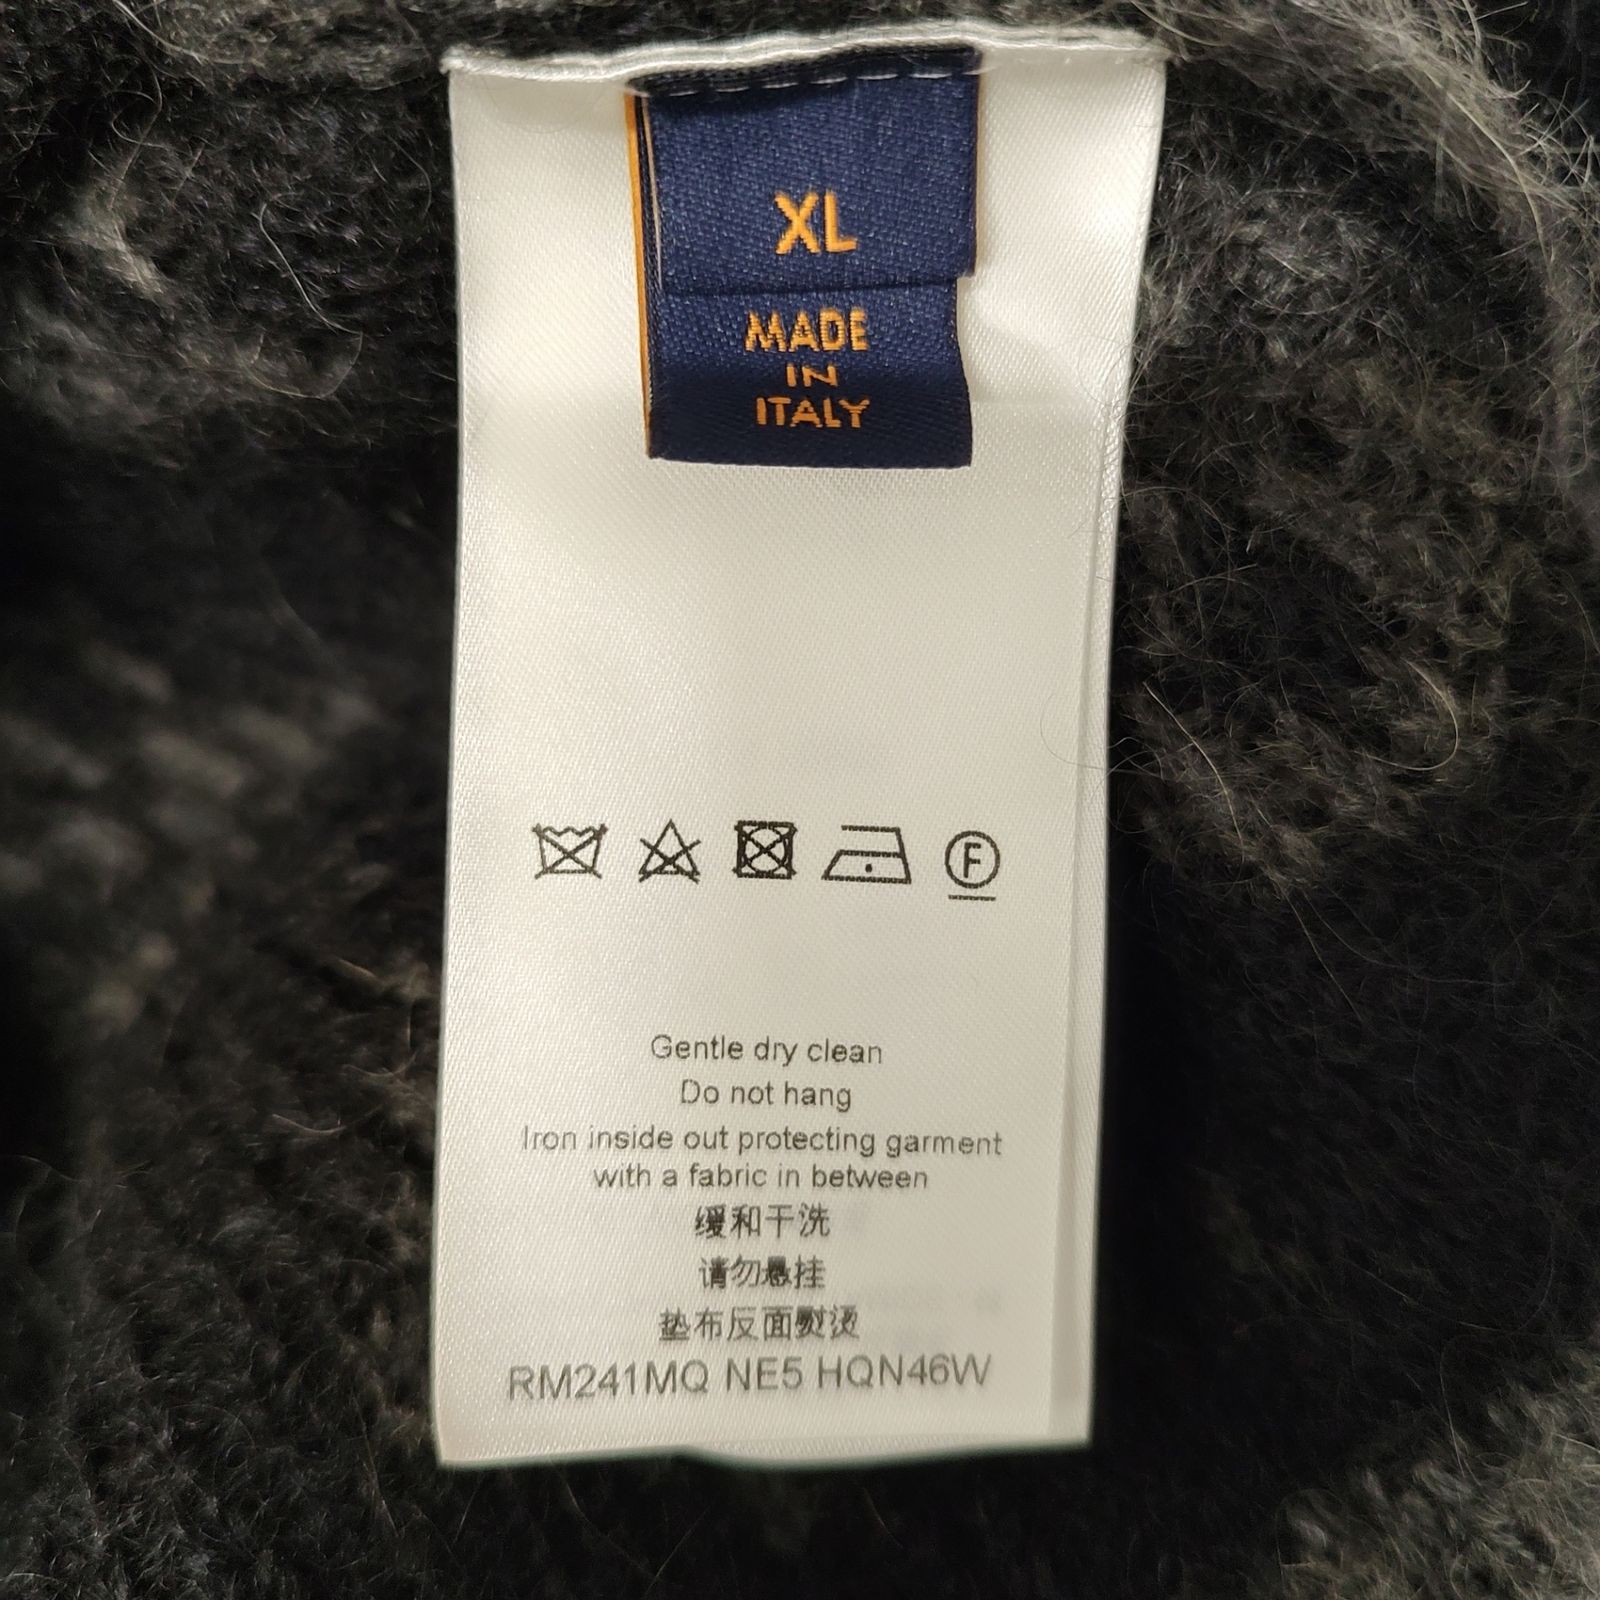 XL
MADE
IN
ITALY
F
Gentle dry clean
Do not hang
Iron inside out protecting garment
with a fabric in between
缓和干洗
请勿悬挂
垫布反面熨烫
RM241MQ NE5 HQN46W